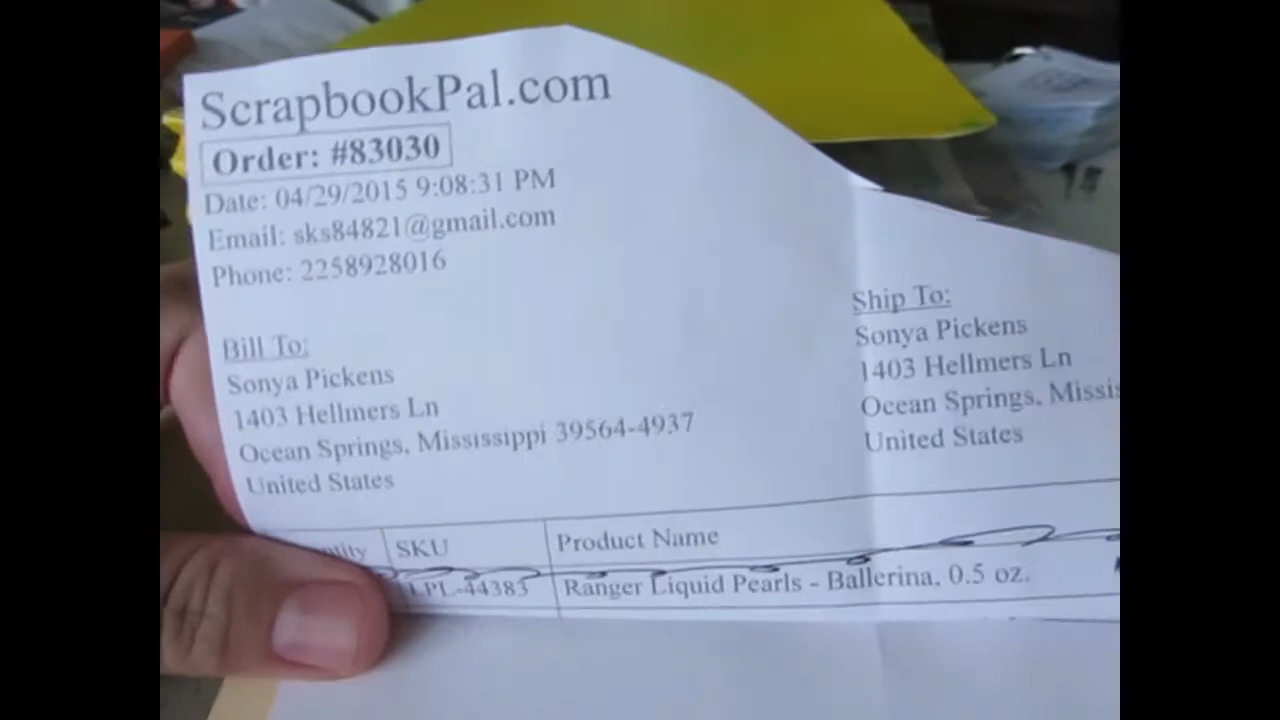 ScrapbookPal.com
Order: #83030
Date: 04/29/2015 9:08:31 PM
Email: sks84821@gmail.com
Phone: 2258928016
Bill To:
Sonya Pickens
1403 Hellmers Ln
Ocean Springs, Mississippi 39564-4937
United States
Ship To:
Sonya Pickens
1403 Hellmers Ln
Ocean Springs,
United States
SKU Product Name
LPL-44383 Ranger Liquid Pearls - Ballerina, 0.5 oz.